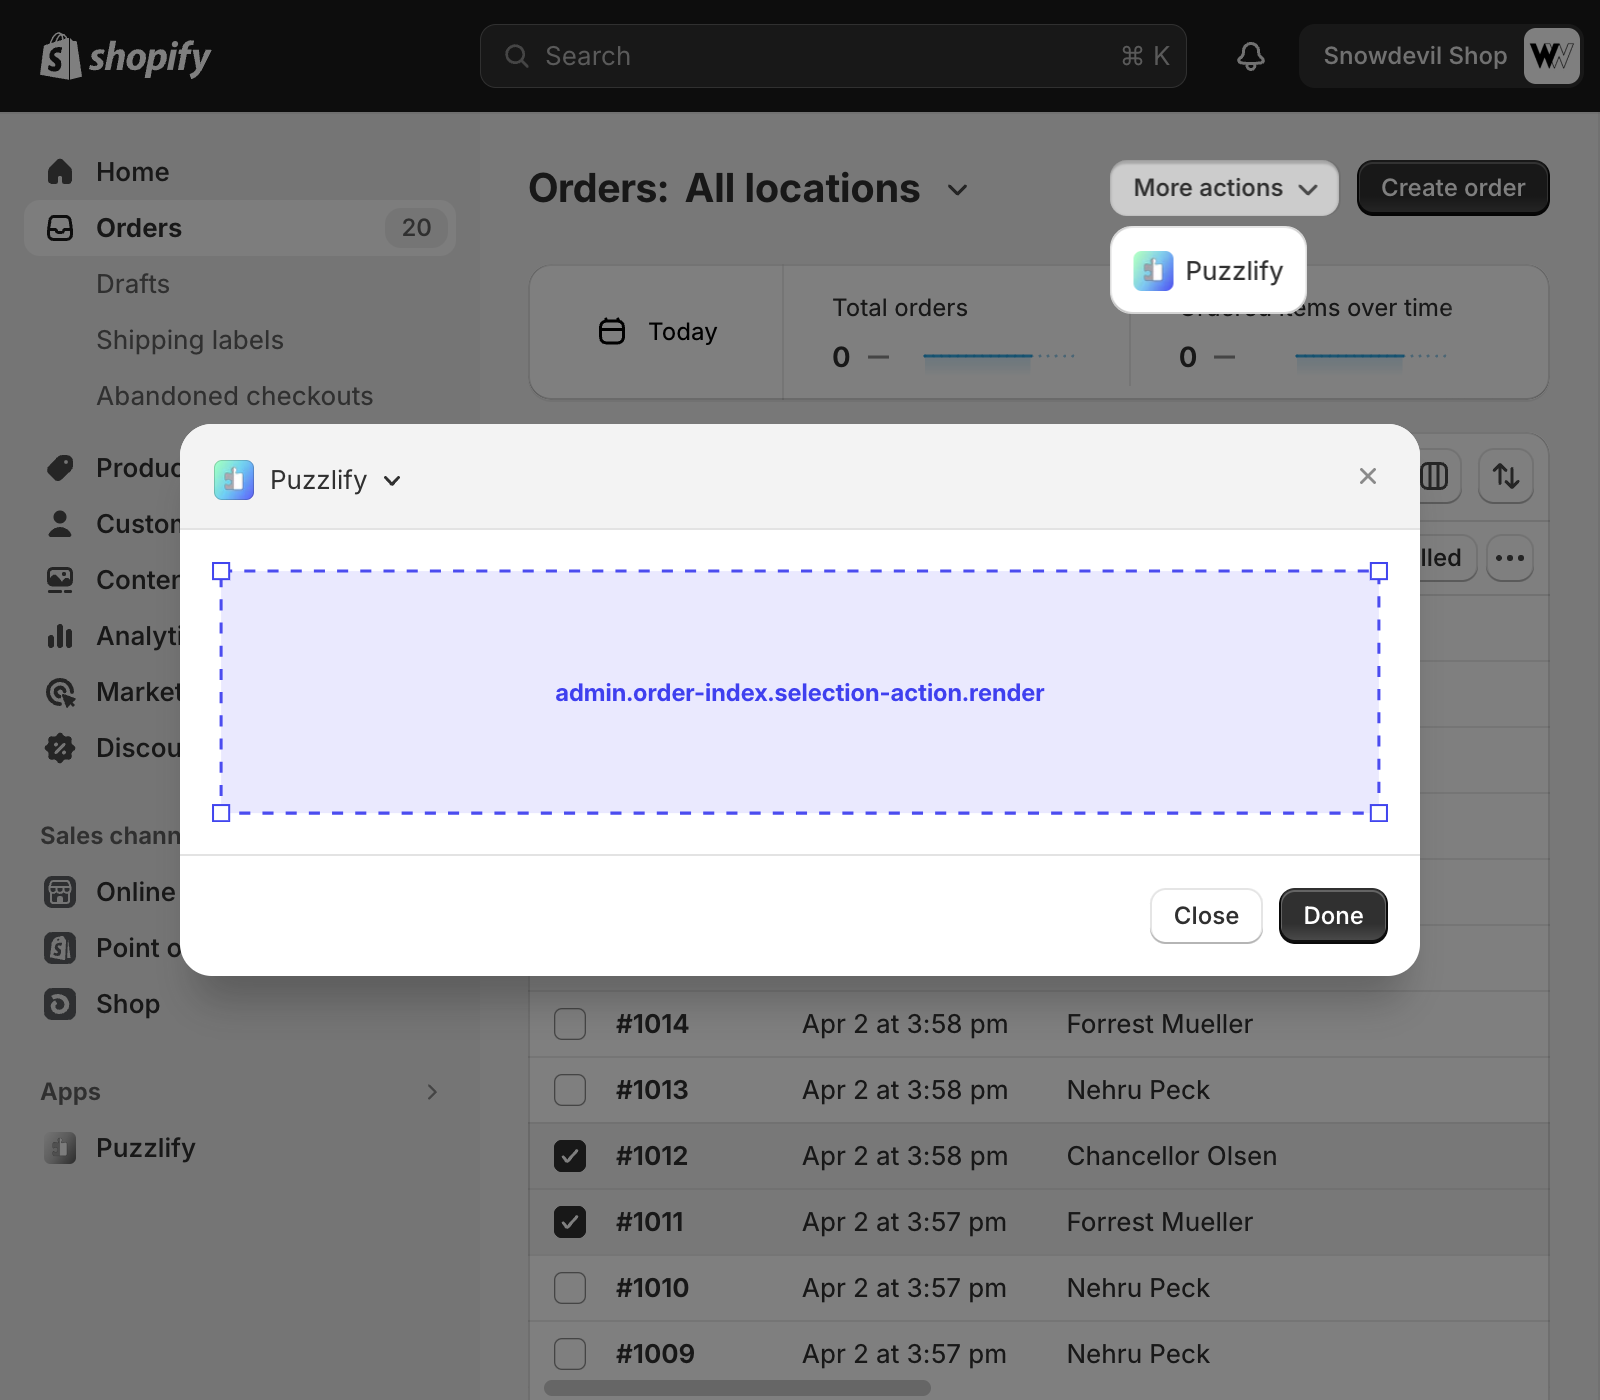 shopify
Search
⌘ K
Snowdevil Shop
Home
Orders
20
Drafts
Shipping labels
Abandoned checkouts
Produc
Custon
Conter
Analyti
Market
Discou
Sales chann
Online
Point o
Shop
Apps
Puzzlify
Orders: All locations
More actions
Create order
Puzzlify
Today
Total orders
0 —
Ordered items over time
0 —
lled
Puzzlify
admin.order-index.selection-action.render
Close
Done
#1014 Apr 2 at 3:58 pm Forrest Mueller
#1013 Apr 2 at 3:58 pm Nehru Peck
#1012 Apr 2 at 3:58 pm Chancellor Olsen
#1011 Apr 2 at 3:57 pm Forrest Mueller
#1010 Apr 2 at 3:57 pm Nehru Peck
#1009 Apr 2 at 3:57 pm Nehru Peck